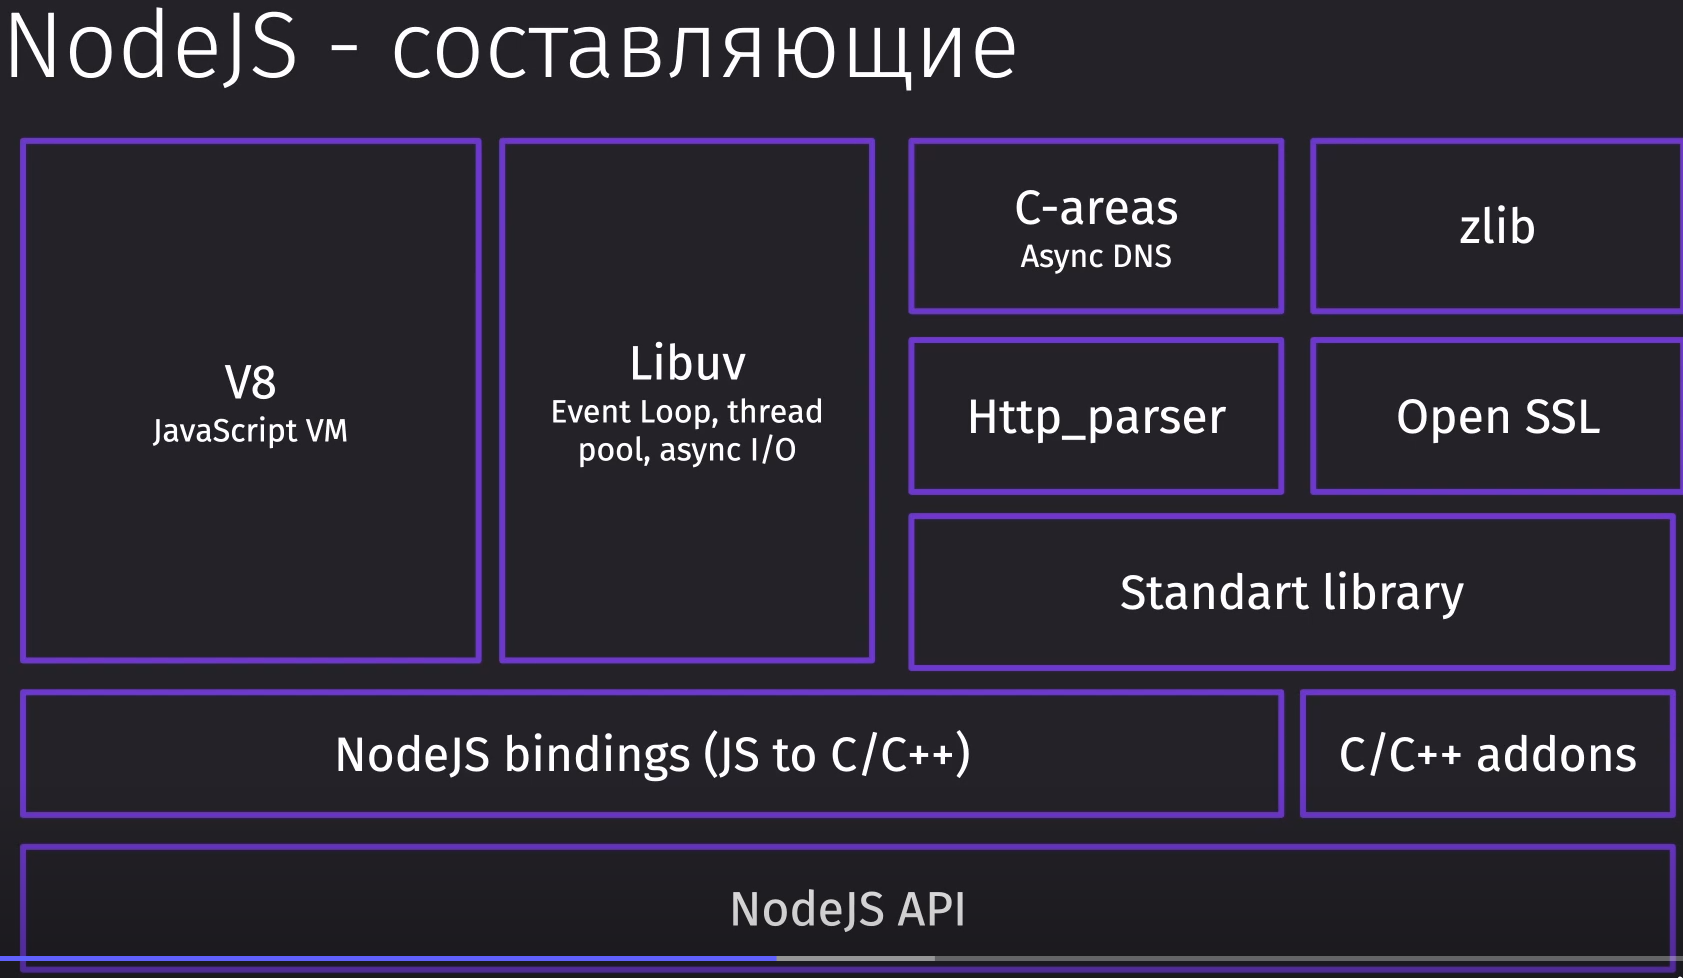 NodeJS - составляющие
V8
JavaScript VM
Libuv
Event Loop, thread
pool, async I/O
C-areas
Async DNS
zlib
Http_parser
Open SSL
Standart library
NodeJS bindings (JS to C/C++)
C/C++ addons
NodeJS API